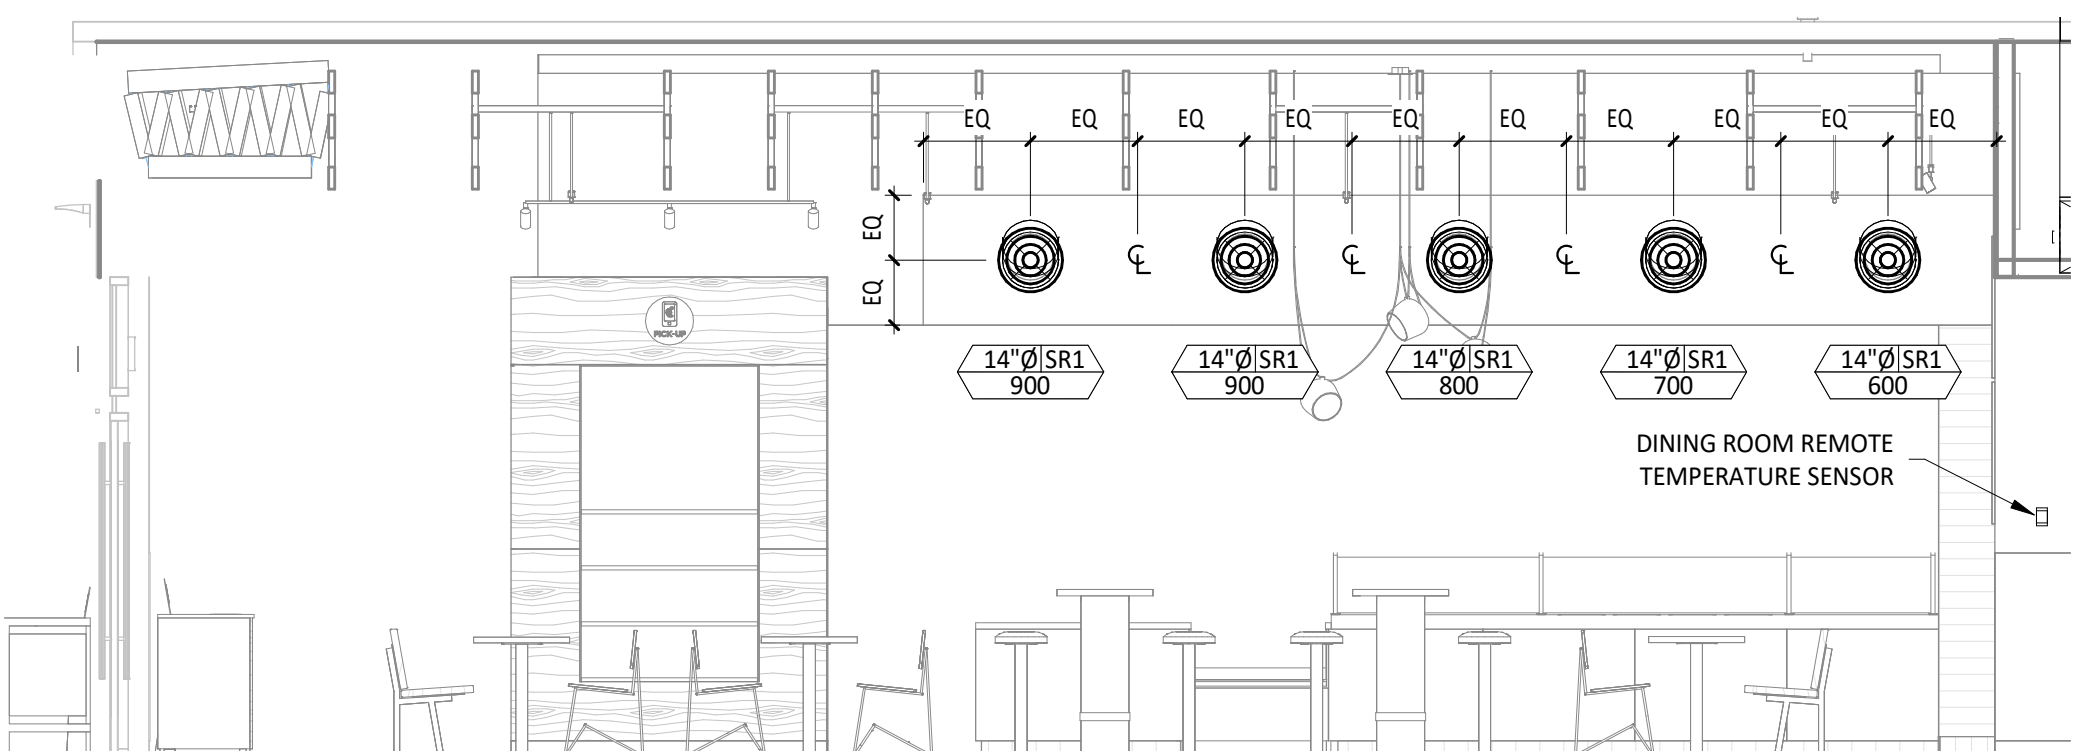 EQ EQ EQ EQ EQ EQ EQ EQ EQ EQ
EQ
EQ
℄ ℄ ℄ ℄
PICK-UP
14"Ø SR1
900
14"Ø SR1
900
14"Ø SR1
800
14"Ø SR1
700
14"Ø SR1
600
DINING ROOM REMOTE
TEMPERATURE SENSOR